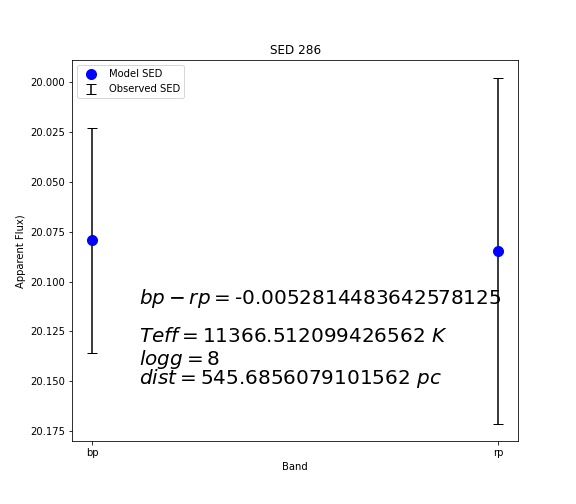 SED 286
Model SED
Observed SED
20.000
20.025
20.050
20.075
20.100
20.125
20.150
20.175
Apparent Flux)
bp − rp = -0.0052814483642578125
Teff = 11366.512099426562 K
logg = 8
dist = 545.6856079101562 pc
bp
rp
Band